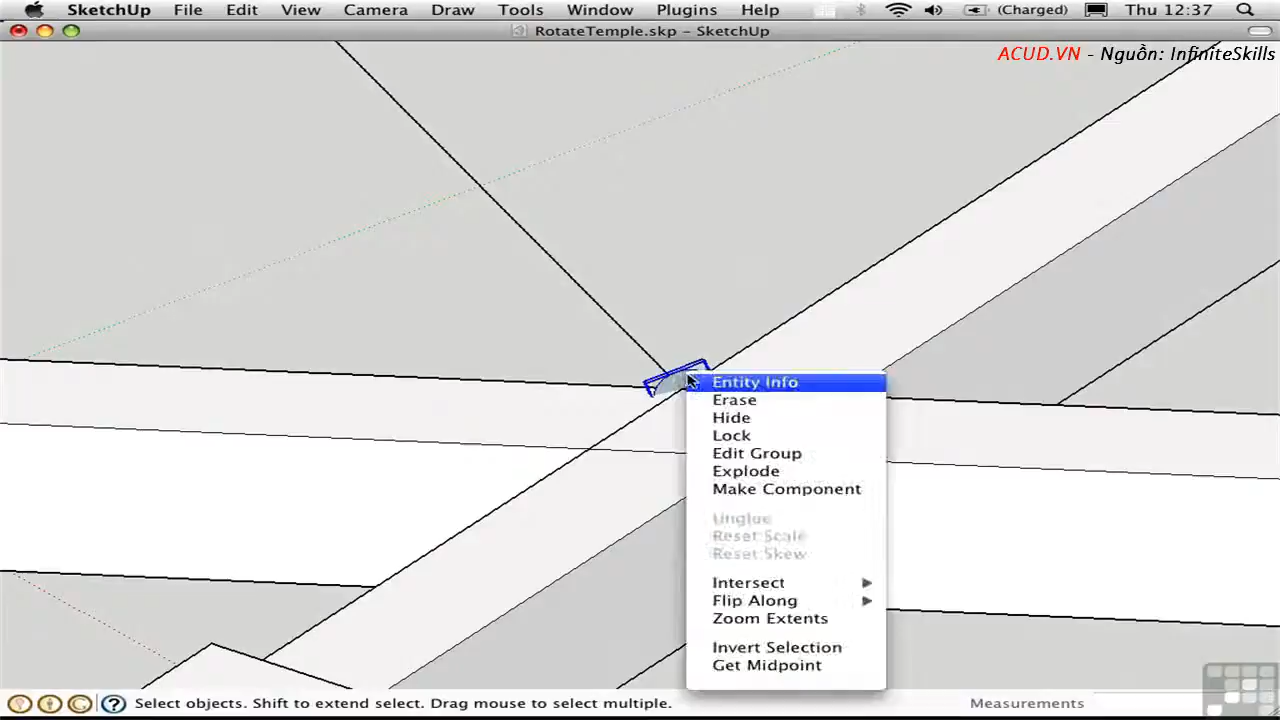 SketchUp File Edit View Camera Draw Tools Window Plugins Help (Charged) Thu 12:37
RotateTemple.skp – SketchUp
ACUD.VN - Nguồn: InfiniteSkills
Entity Info
Erase
Hide
Lock
Edit Group
Explode
Make Component
Unglue
Reset Scale
Reset Skew
Intersect
Flip Along
Zoom Extents
Invert Selection
Get Midpoint
Select objects. Shift to extend select. Drag mouse to select multiple. Measurements